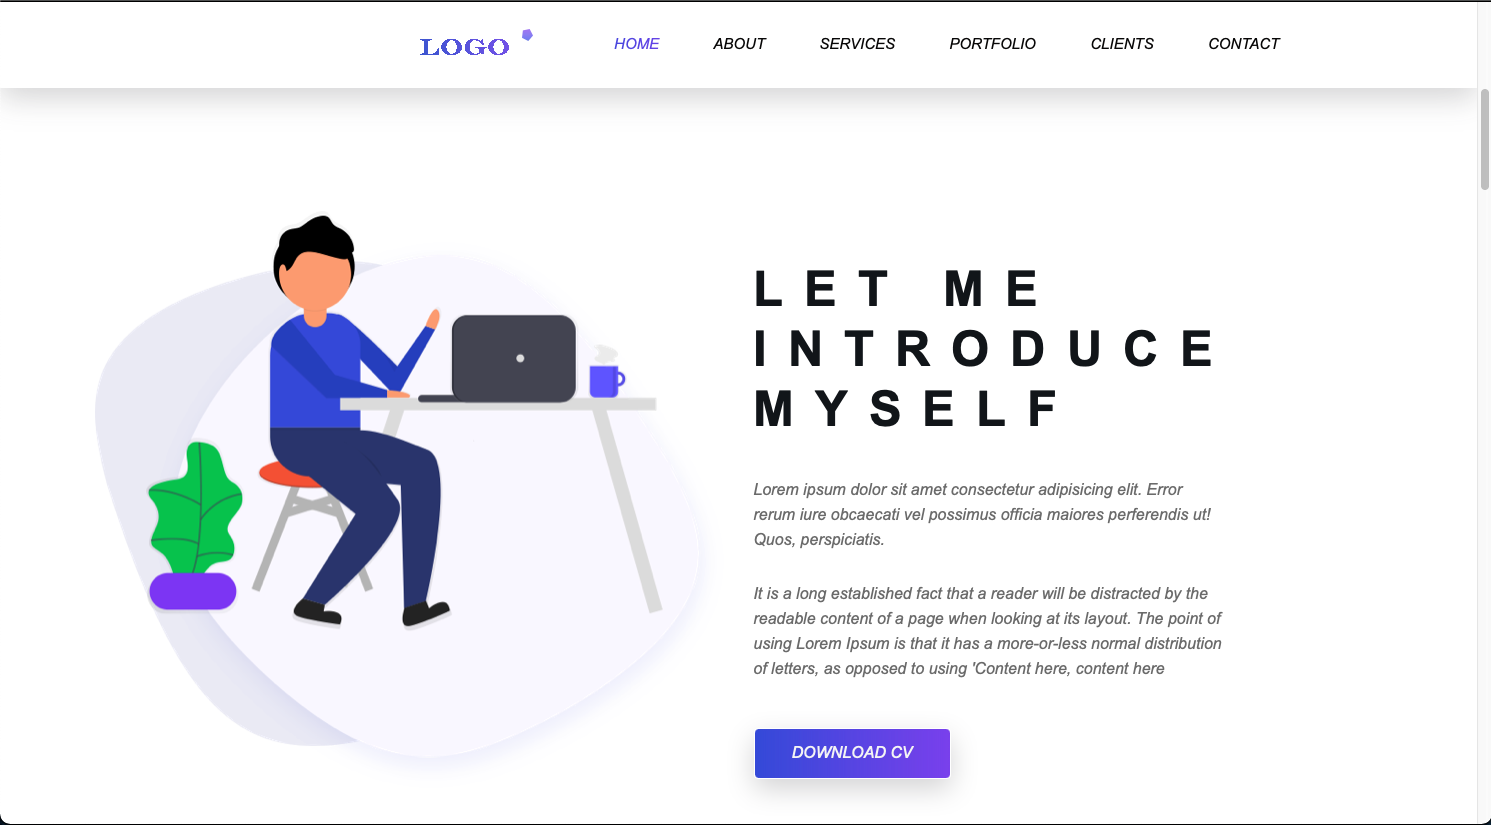 LOGO
HOME ABOUT SERVICES PORTFOLIO CLIENTS CONTACT
LET ME
INTRODUCE
MYSELF
Lorem ipsum dolor sit amet consectetur adipisicing elit. Error
rerum iure obcaecati vel possimus officia maiores perferendis ut!
Quos, perspiciatis.
It is a long established fact that a reader will be distracted by the
readable content of a page when looking at its layout. The point of
using Lorem Ipsum is that it has a more-or-less normal distribution
of letters, as opposed to using 'Content here, content here
DOWNLOAD CV